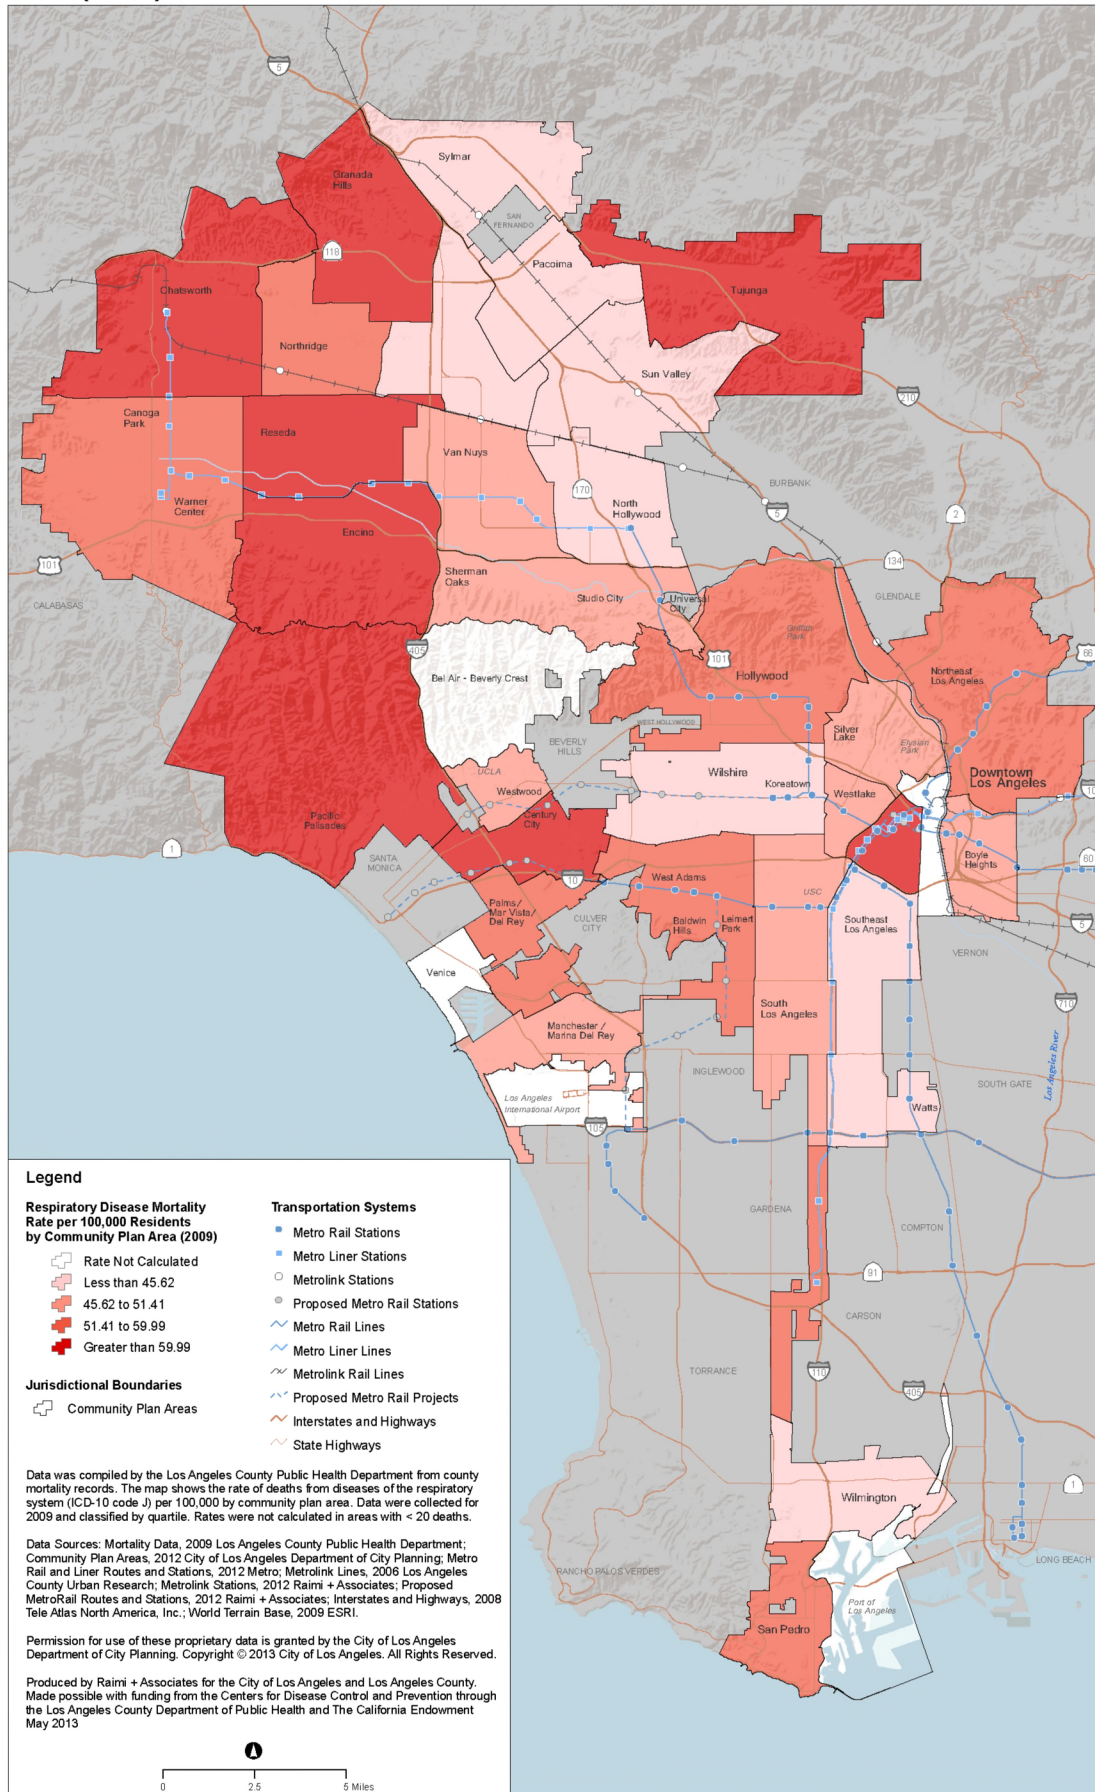 5
Sylmar
Granada
Hills
SAN
FERNANDO
118
Pacoima
Chatsworth
Tujunga
Northridge
Sun Valley
210
Canoga
Park
Reseda
Van Nuys
BURBANK
170
Warner
Center
North
Hollywood
5
2
Encino
101
134
Sherman
Oaks
Studio City
Universal
City
GLENDALE
CALABASAS
Griffith
Park
405
101
66
Bel Air - Beverly Crest
Hollywood
Northeast
Los Angeles
WEST HOLLYWOOD
Silver
Lake
BEVERLY
HILLS
Elysian
Park
UCLA
Wilshire
Downtown
Los Angeles
Koreatown
Westwood
Westlake
10
Century
City
Pacific
Palisades
1
SANTA
MONICA
Boyle
Heights
60
10
West Adams
USC
Palms/
Mar Vista/
Del Rey
CULVER
CITY
Baldwin
Hills
Leimert
Park
Southeast
Los Angeles
5
VERNON
Venice
710
South
Los Angeles
Manchester /
Marina Del Rey
Los Angeles River
INGLEWOOD
SOUTH GATE
Los Angeles
International Airport
Watts
105
GARDENA
COMPTON
91
CARSON
TORRANCE
110
405
1
Wilmington
RANCHO PALOS VERDES
LONG BEACH
Port of
Los Angeles
San Pedro
Legend
Respiratory Disease Mortality
Rate per 100,000 Residents
by Community Plan Area (2009)
Rate Not Calculated
Less than 45.62
45.62 to 51.41
51.41 to 59.99
Greater than 59.99
Jurisdictional Boundaries
Community Plan Areas
Transportation Systems
Metro Rail Stations
Metro Liner Stations
Metrolink Stations
Proposed Metro Rail Stations
Metro Rail Lines
Metro Liner Lines
Metrolink Rail Lines
Proposed Metro Rail Projects
Interstates and Highways
State Highways
Data was compiled by the Los Angeles County Public Health Department from county
mortality records. The map shows the rate of deaths from diseases of the respiratory
system (ICD-10 code J) per 100,000 by community plan area. Data were collected for
2009 and classified by quartile. Rates were not calculated in areas with < 20 deaths.
Data Sources: Mortality Data, 2009 Los Angeles County Public Health Department;
Community Plan Areas, 2012 City of Los Angeles Department of City Planning; Metro
Rail and Liner Routes and Stations, 2012 Metro; Metrolink Lines, 2006 Los Angeles
County Urban Research; Metrolink Stations, 2012 Raimi + Associates; Proposed
MetroRail Routes and Stations, 2012 Raimi + Associates; Interstates and Highways, 2008
Tele Atlas North America, Inc.; World Terrain Base, 2009 ESRI.
Permission for use of these proprietary data is granted by the City of Los Angeles
Department of City Planning. Copyright © 2013 City of Los Angeles. All Rights Reserved.
Produced by Raimi + Associates for the City of Los Angeles and Los Angeles County.
Made possible with funding from the Centers for Disease Control and Prevention through
the Los Angeles County Department of Public Health and The California Endowment
May 2013
0 2.5 5 Miles